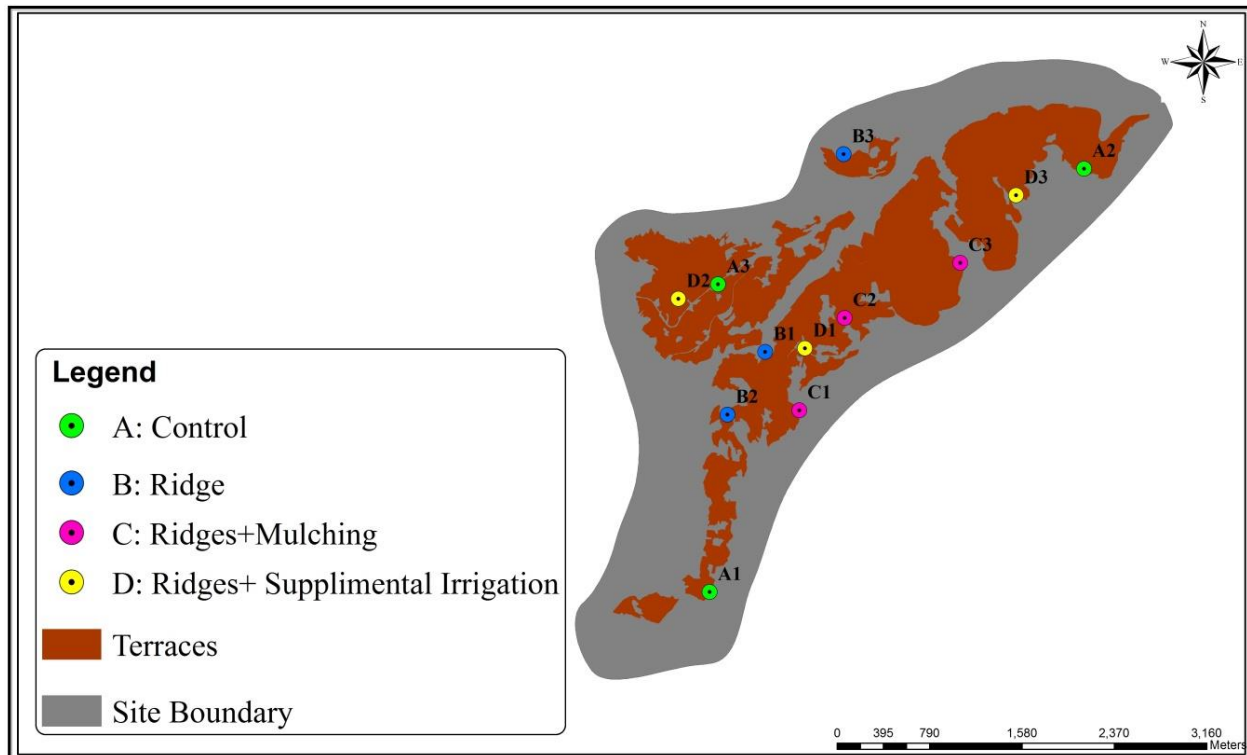 N
W E
S
B3
A2
D3
C3
A3
D2
C2
D1
B1
C1
B2
A1
Legend
A: Control
B: Ridge
C: Ridges+Mulching
D: Ridges+ Supplimental Irrigation
Terraces
Site Boundary
0 395 790 1,580 2,370 3,160
Meters